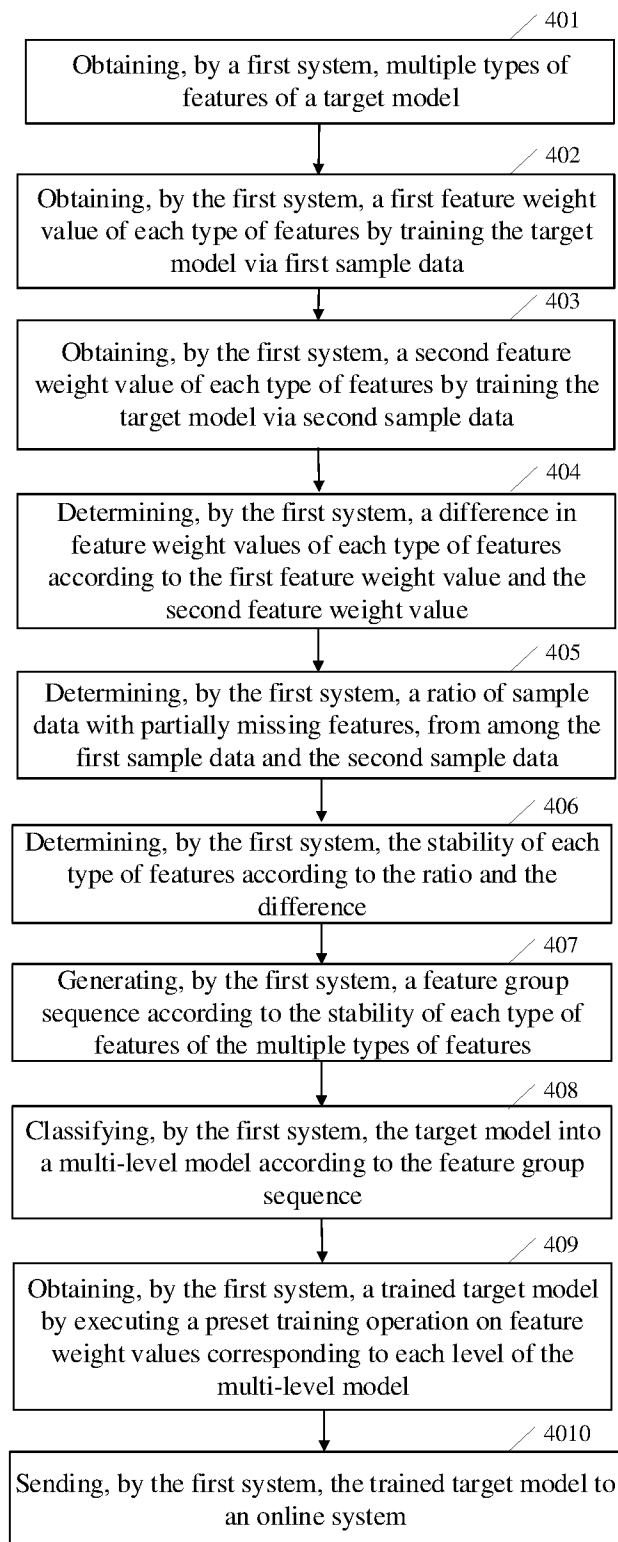 401
Obtaining, by a first system, multiple types of
features of a target model
402
Obtaining, by the first system, a first feature weight
value of each type of features by training the target
model via first sample data
403
Obtaining, by the first system, a second feature
weight value of each type of features by training the
target model via second sample data
404
Determining, by the first system, a difference in
feature weight values of each type of features
according to the first feature weight value and the
second feature weight value
405
Determining, by the first system, a ratio of sample
data with partially missing features, from among the
first sample data and the second sample data
406
Determining, by the first system, the stability of each
type of features according to the ratio and the
difference
407
Generating, by the first system, a feature group
sequence according to the stability of each type of
features of the multiple types of features
408
Classifying, by the first system, the target model into
a multi-level model according to the feature group
sequence
409
Obtaining, by the first system, a trained target model
by executing a preset training operation on feature
weight values corresponding to each level of the
multi-level model
4010
Sending, by the first system, the trained target model to
an online system